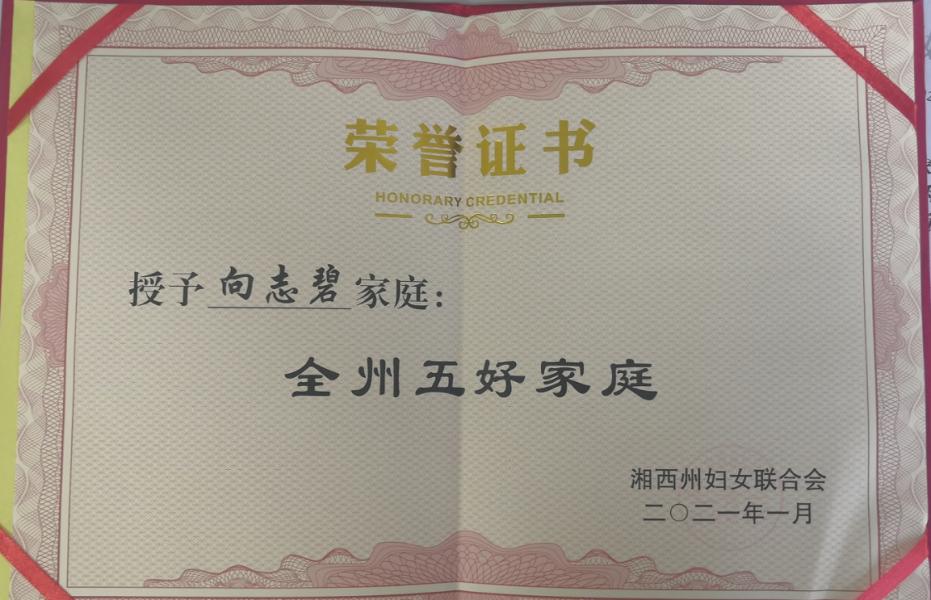 荣誉证书
HONORARY CREDENTIAL
授予 向志碧 家庭：
全州五好家庭
湘西州妇女联合会
二〇二一年一月